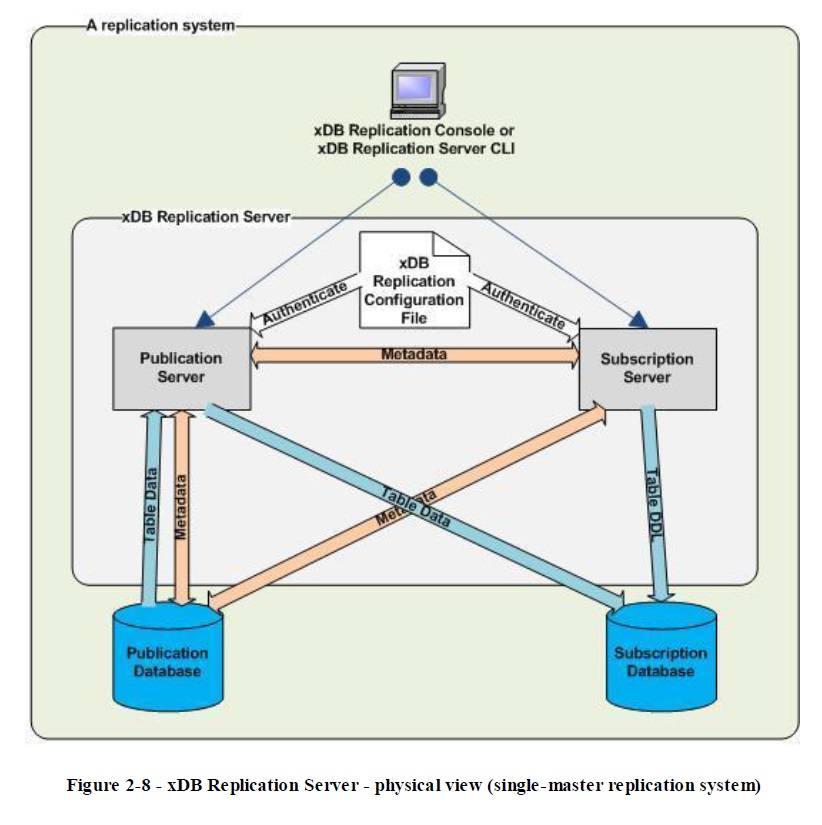 A replication system
xDB Replication Console or
xDB Replication Server CLI
xDB Replication Server
xDB
Replication
Configuration
File
Authenticate
Authenticate
Publication
Server
Metadata
Subscription
Server
Table Data
Metadata
Table Data
Metadata
Table DDL
Publication
Database
Subscription
Database
Figure 2-8 - xDB Replication Server - physical view (single-master replication system)